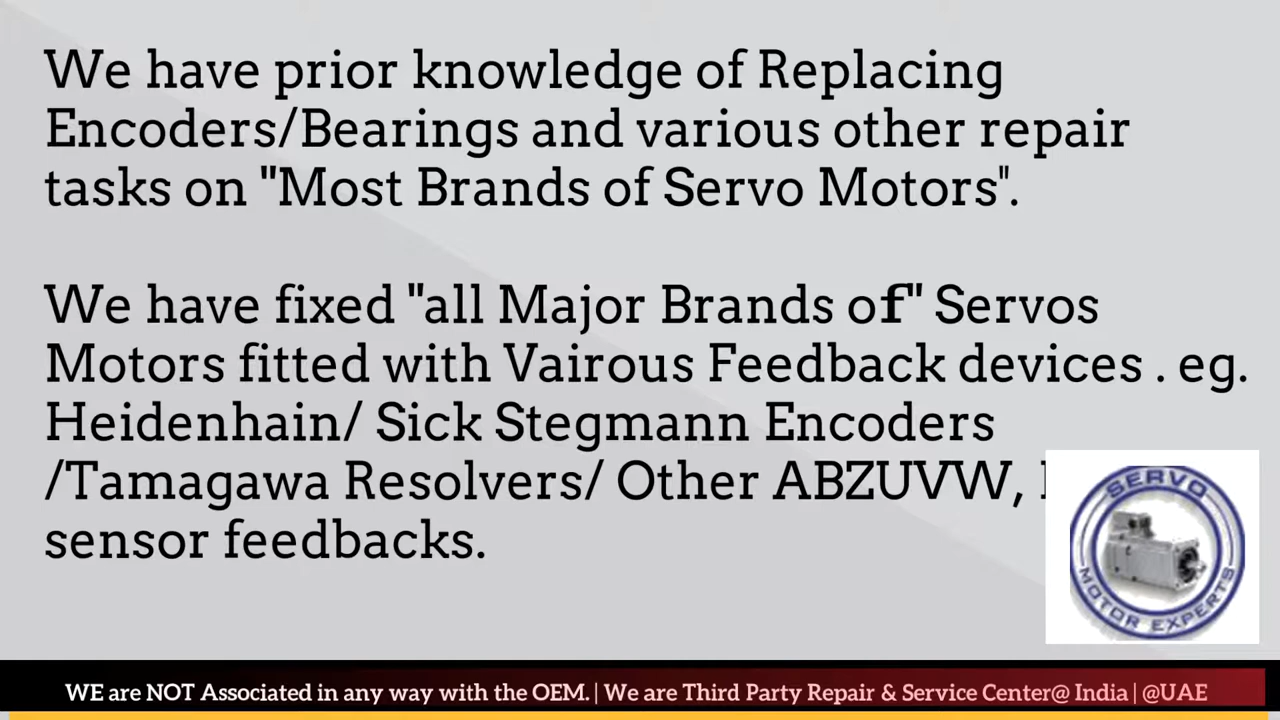 We have prior knowledge of Replacing
Encoders/Bearings and various other repair
tasks on "Most Brands of Servo Motors".
We have fixed "all Major Brands of" Servos
Motors fitted with Vairous Feedback devices . eg.
Heidenhain/ Sick Stegmann Encoders
/Tamagawa Resolvers/ Other ABZUVW,
sensor feedbacks.
SERVO
MOTOR EXPERTS
WE are NOT Associated in any way with the OEM. | We are Third Party Repair & Service Center@ India | @UAE